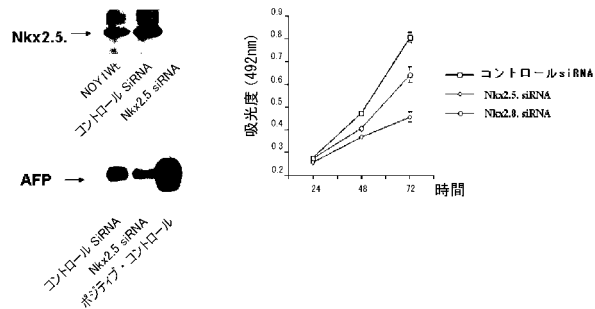 Nkx2.5.
NOY1Wt
コントロール SiRNA
Nkx2.5 siRNA
AFP
コントロール SiRNA
Nkx2.5 siRNA
ポジティブ・コントロール
吸光度 (492nm)
0.9
0.8
0.7
0.6
0.5
0.4
0.3
0.2
24
48
72
時間
コントロールsiRNA
Nkx2.5. siRNA
Nkx2.8. siRNA